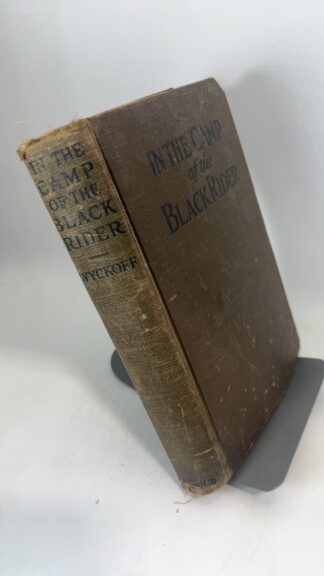 IN THE
CAMP
OF THE
BLACK
RIDER
WYCKOFF
IN THE CAMP
of the
BLACK RIDER